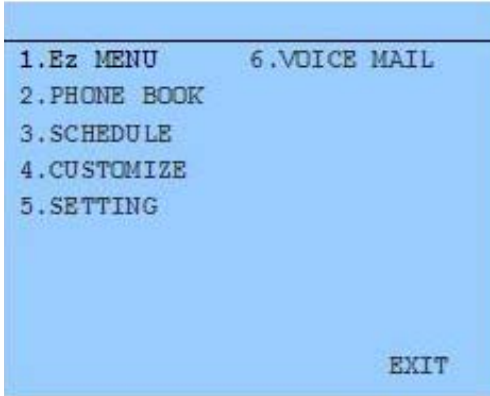 1.Ez MENU 6.VOICE MAIL
2.PHONE BOOK
3.SCHEDULE
4.CUSTOMIZE
5.SETTING
EXIT